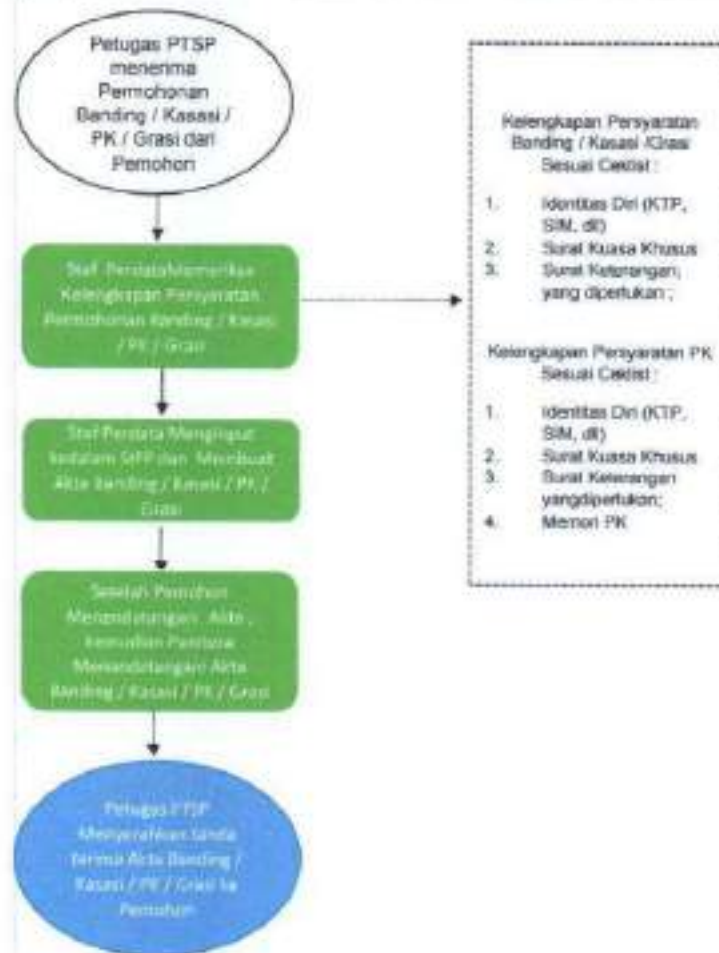 Petugas PTSP
menerima
Permohonan
Banding / Kasasi /
PK / Grasi dari
Pemohon
Staf PerdataMemeriksa
Kelengkapan Persyaratan
Permohonan Banding / Kasasi
/ PK / Grasi
Staf Perdata Menginput
kedalam SIPP dan Membuat
Akta Banding / Kasasi / PK /
Grasi
Setelah Pemohon
Menandatangani Akta ,
kemudian Panitera
Menandatangani Akta
Banding / Kasasi / PK / Grasi
Petugas PTSP
Menyerahkan tanda
terima Akta Banding /
Kasasi / PK / Grasi ke
Pemohon
Kelengkapan Persyaratan
Banding / Kasasi /Grasi
Sesuai Ceklist :
1. Identitas Diri (KTP,
SIM, dll)
2. Surat Kuasa Khusus
3. Surat Keterangan,
yang diperlukan ;
Kelengkapan Persyaratan PK
Sesuai Ceklist :
1. Identitas Diri (KTP,
SIM, dll)
2. Surat Kuasa Khusus
3. Surat Keterangan
yangdiperlukan;
4. Memori PK